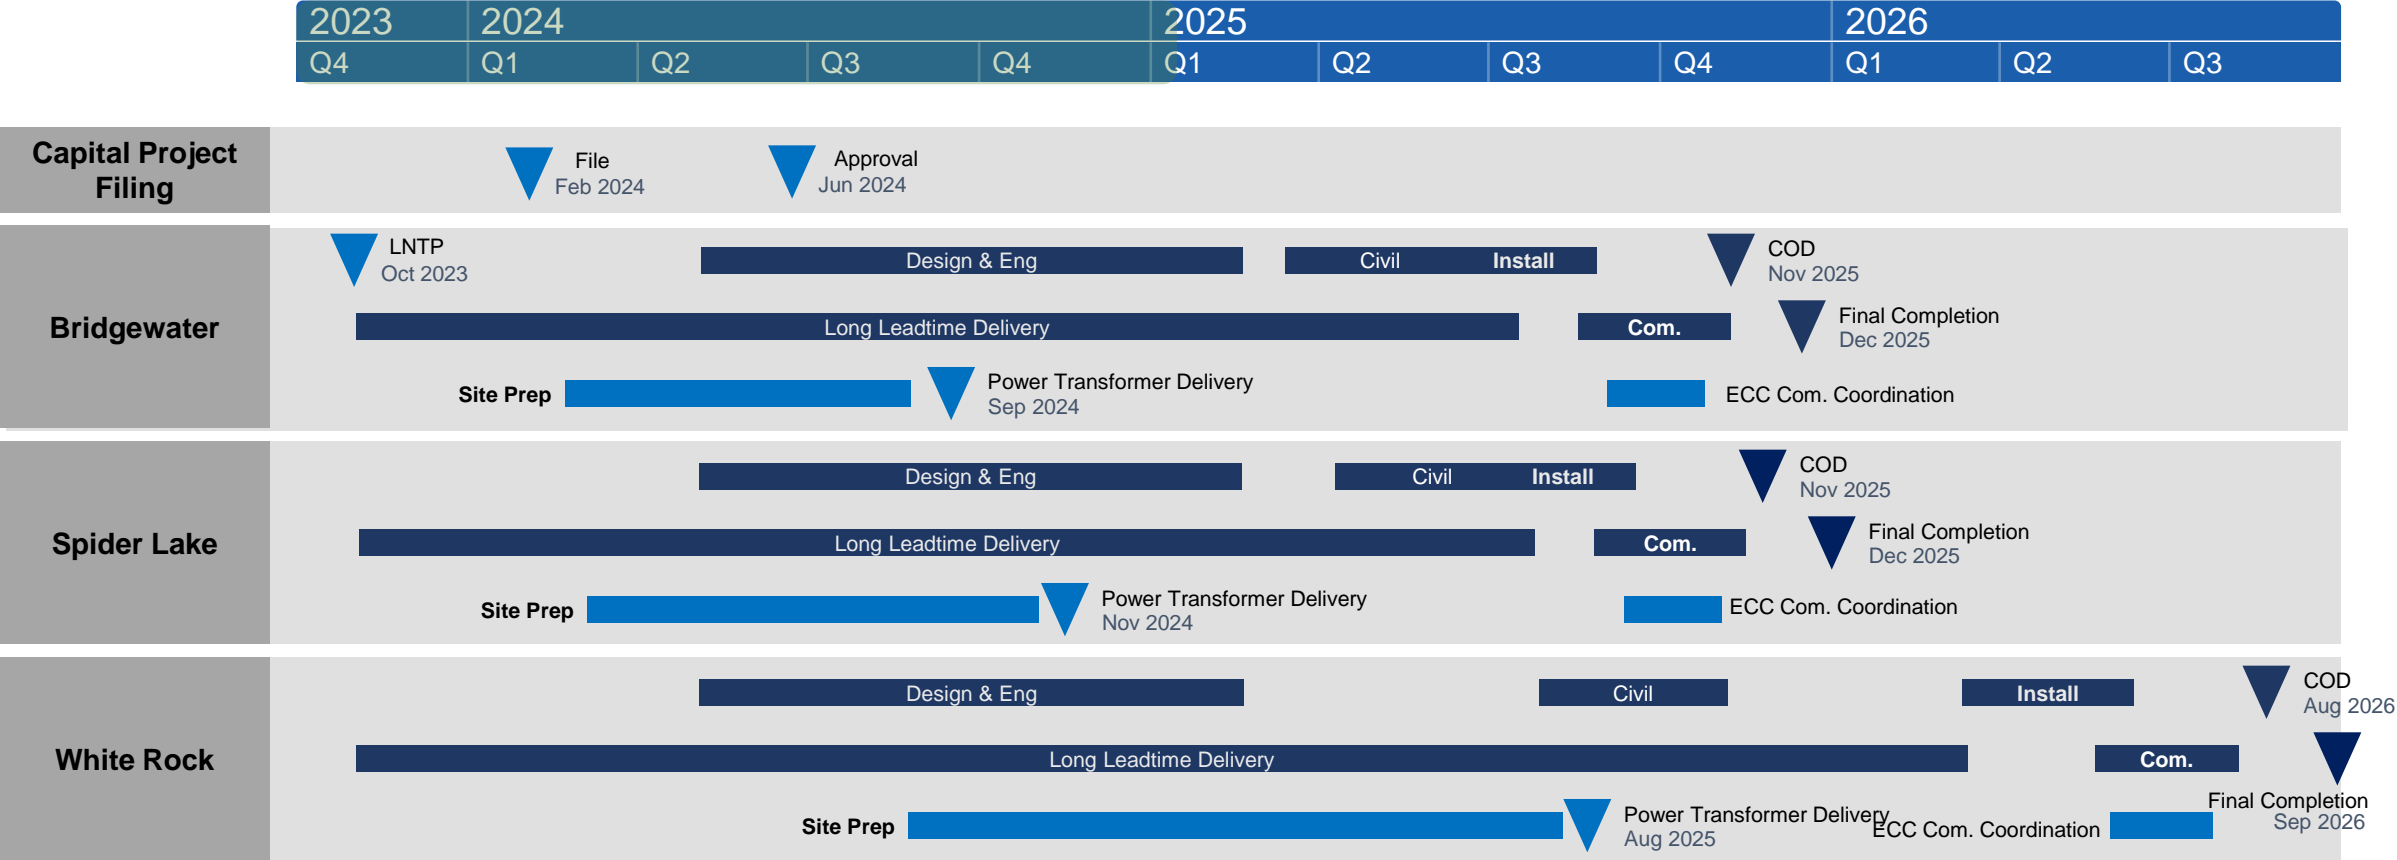 2023 2024 2025 2026
Q4 Q1 Q2 Q3 Q4 Q1 Q2 Q3 Q4 Q1 Q2 Q3
Capital Project
Filing
File
Feb 2024
Approval
Jun 2024
Bridgewater
LNTP
Oct 2023
Design & Eng
Civil
Install
COD
Nov 2025
Long Leadtime Delivery
Com.
Final Completion
Dec 2025
Site Prep
Power Transformer Delivery
Sep 2024
ECC Com. Coordination
Spider Lake
Design & Eng
Civil
Install
COD
Nov 2025
Long Leadtime Delivery
Com.
Final Completion
Dec 2025
Site Prep
Power Transformer Delivery
Nov 2024
ECC Com. Coordination
White Rock
Design & Eng
Civil
Install
COD
Aug 2026
Long Leadtime Delivery
Com.
Final Completion
Sep 2026
Site Prep
Power Transformer Delivery
Aug 2025
ECC Com. Coordination